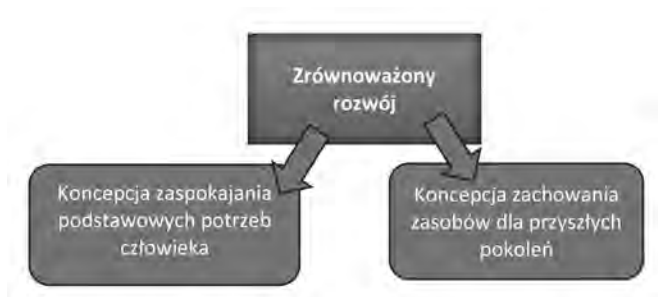 Zrównoważony
rozwój
Koncepcja zaspokajania
podstawowych potrzeb
człowieka
Koncepcja zachowania
zasobów dla przyszłych
pokoleń